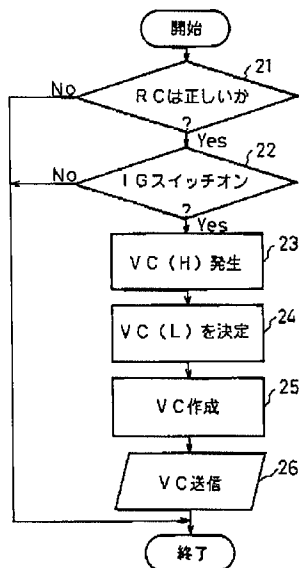 開始
21
No
RCは正しいか
?
Yes
22
No
IGスイッチオン
?
Yes
23
VC(H)発生
24
VC(L)を決定
25
VC作成
26
VC送信
終了